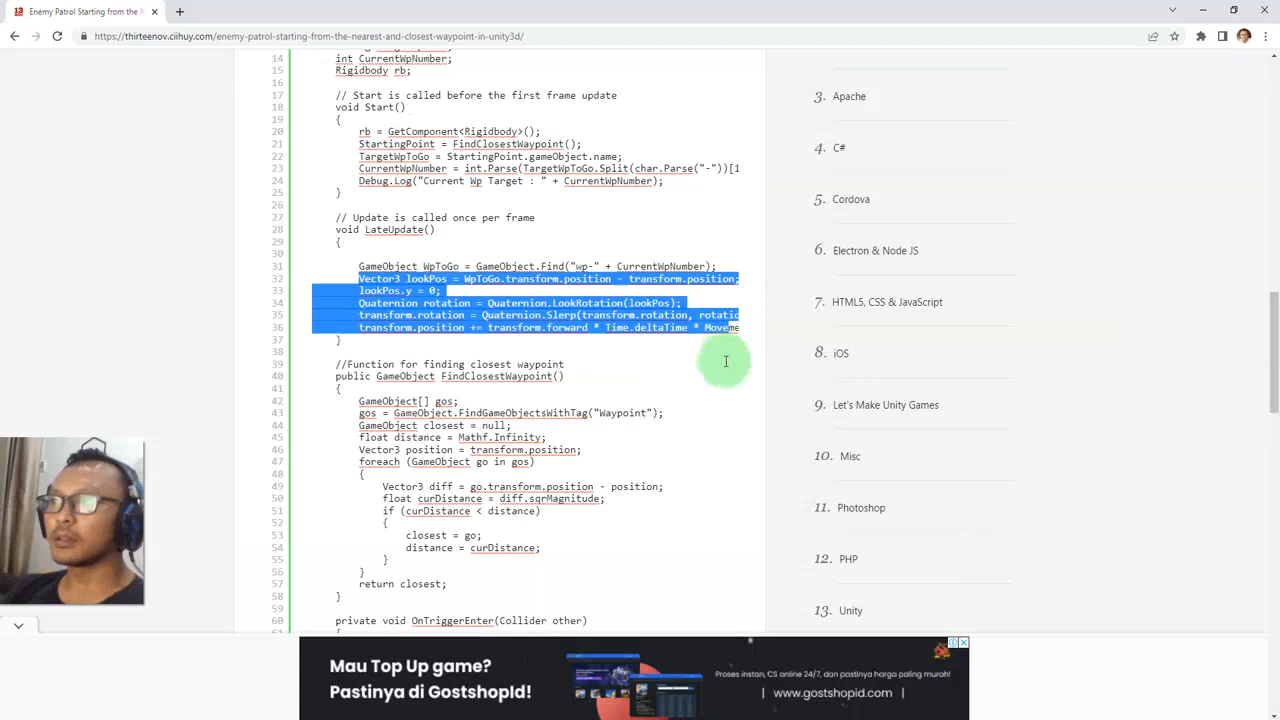 Enemy Patrol Starting from the N
https://thirteenov.ciihuy.com/enemy-patrol-starting-from-the-nearest-and-closest-waypoint-in-unity3d/
14 int CurrentWpNumber;
15 Rigidbody rb;
16
17 // Start is called before the first frame update
18 void Start()
19 {
20 rb = GetComponent<Rigidbody>();
21 StartingPoint = FindClosestWaypoint();
22 TargetWpToGo = StartingPoint.gameObject.name;
23 CurrentWpNumber = int.Parse(TargetWpToGo.Split(char.Parse("-"))[1
24 Debug.Log("Current Wp Target : " + CurrentWpNumber);
25 }
26
27 // Update is called once per frame
28 void LateUpdate()
29 {
30
31 GameObject WpToGo = GameObject.Find("wp-" + CurrentWpNumber);
32 Vector3 lookPos = WpToGo.transform.position - transform.position;
33 lookPos.y = 0;
34 Quaternion rotation = Quaternion.LookRotation(lookPos);
35 transform.rotation = Quaternion.Slerp(transform.rotation, rotatio
36 transform.position += transform.forward * Time.deltaTime * Moveme
37 }
38
39 //Function for finding closest waypoint
40 public GameObject FindClosestWaypoint()
41 {
42 GameObject[] gos;
43 gos = GameObject.FindGameObjectsWithTag("Waypoint");
44 GameObject closest = null;
45 float distance = Mathf.Infinity;
46 Vector3 position = transform.position;
47 foreach (GameObject go in gos)
48 {
49 Vector3 diff = go.transform.position - position;
50 float curDistance = diff.sqrMagnitude;
51 if (curDistance < distance)
52 {
53 closest = go;
54 distance = curDistance;
55 }
56 }
57 return closest;
58 }
59
60 private void OnTriggerEnter(Collider other)
61 {
3. Apache
4. C#
5. Cordova
6. Electron & Node JS
7. HTML5, CSS & JavaScript
8. iOS
9. Let's Make Unity Games
10. Misc
11. Photoshop
12. PHP
13. Unity
Mau Top Up game?
Pastinya di GostshopId!
Proses instan, CS online 24/7, dan pastinya harga paling murah!
| www.gostshopid.com |